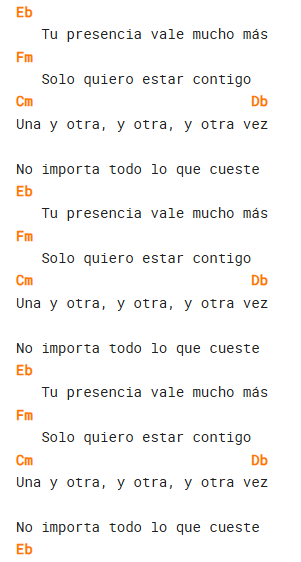 Eb
Tu presencia vale mucho más
Fm
Solo quiero estar contigo
Cm Db
Una y otra, y otra, y otra vez
No importa todo lo que cueste
Eb
Tu presencia vale mucho más
Fm
Solo quiero estar contigo
Cm Db
Una y otra, y otra, y otra vez
No importa todo lo que cueste
Eb
Tu presencia vale mucho más
Fm
Solo quiero estar contigo
Cm Db
Una y otra, y otra, y otra vez
No importa todo lo que cueste
Eb